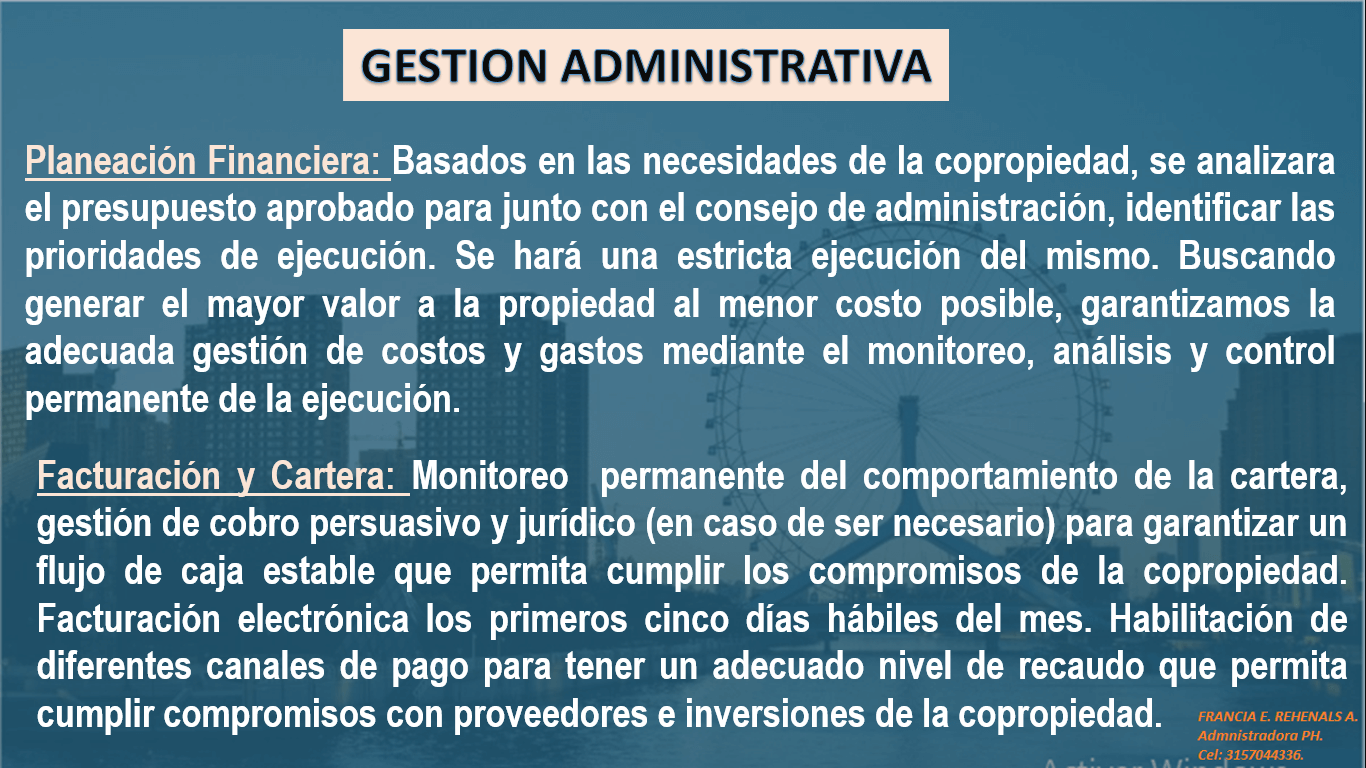 GESTION ADMINISTRATIVA
Planeación Financiera: Basados en las necesidades de la copropiedad, se analizara
el presupuesto aprobado para junto con el consejo de administración, identificar las
prioridades de ejecución. Se hará una estricta ejecución del mismo. Buscando
generar el mayor valor a la propiedad al menor costo posible, garantizamos la
adecuada gestión de costos y gastos mediante el monitoreo, análisis y control
permanente de la ejecución.
Facturación y Cartera: Monitoreo permanente del comportamiento de la cartera,
gestión de cobro persuasivo y jurídico (en caso de ser necesario) para garantizar un
flujo de caja estable que permita cumplir los compromisos de la copropiedad.
Facturación electrónica los primeros cinco días hábiles del mes. Habilitación de
diferentes canales de pago para tener un adecuado nivel de recaudo que permita
cumplir compromisos con proveedores e inversiones de la copropiedad.
FRANCIA E. REHENALS A.
Admnistradora PH.
Cel: 3157044336.
Activar Windows